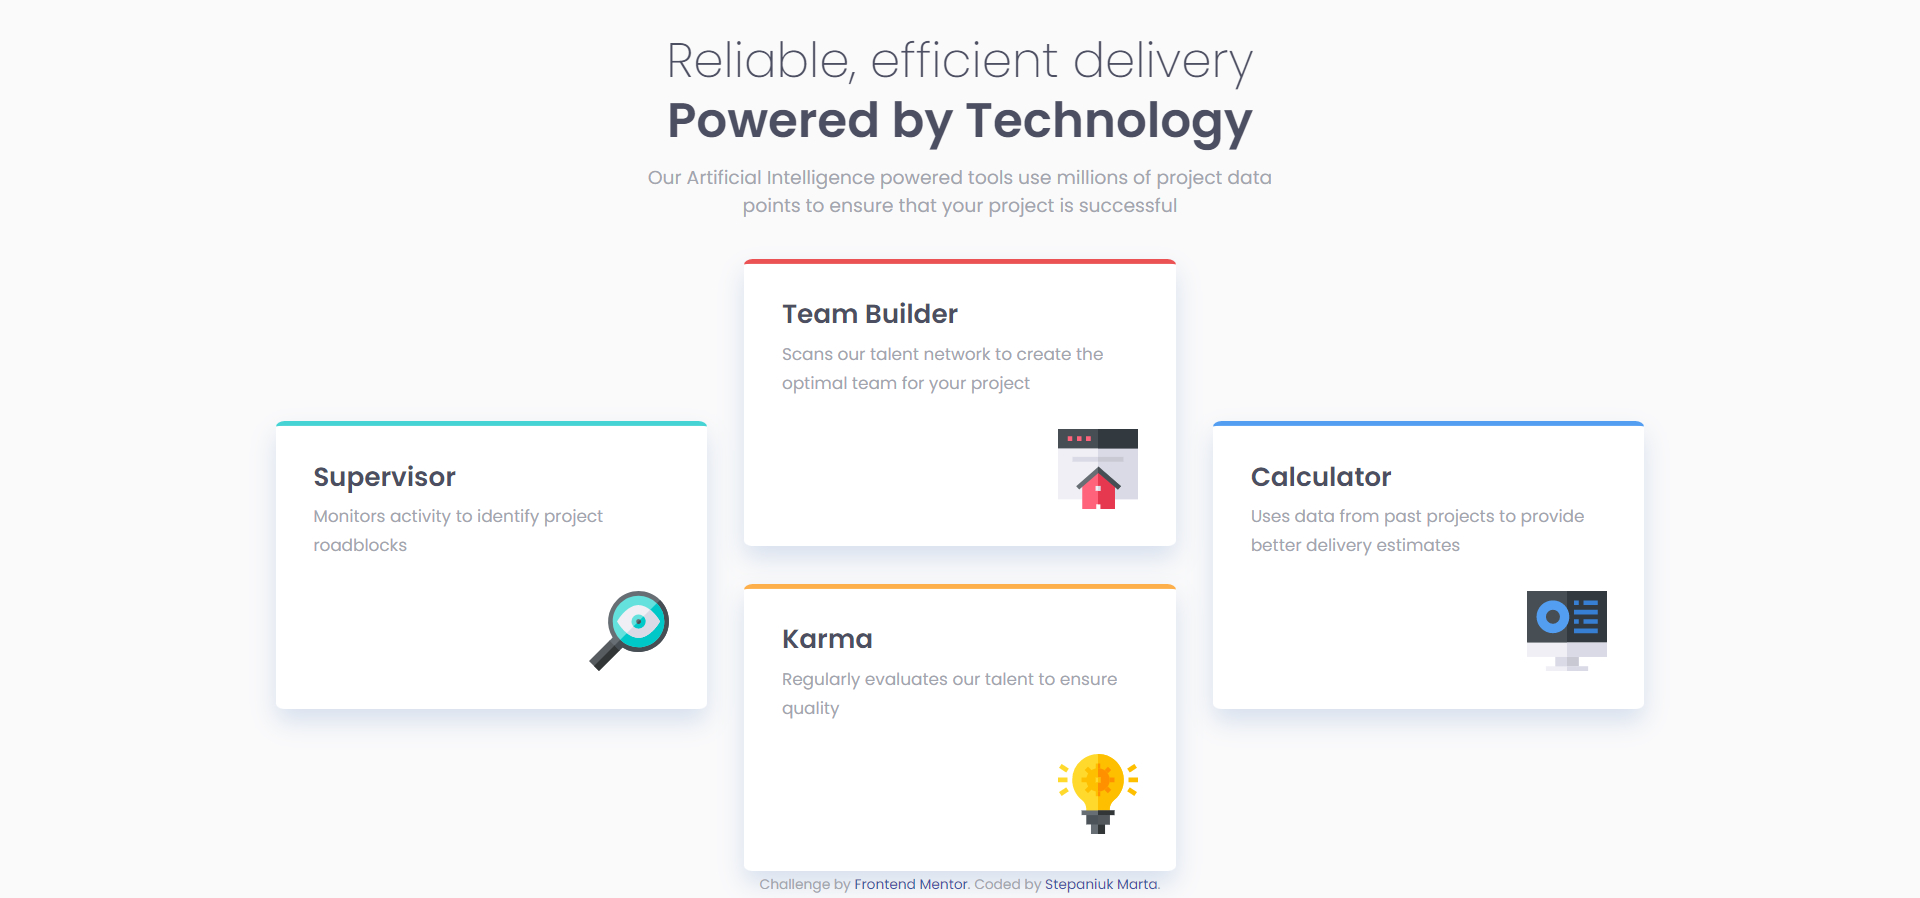 Reliable, efficient delivery
Powered by Technology
Our Artificial Intelligence powered tools use millions of project data
points to ensure that your project is successful
Supervisor
Monitors activity to identify project
roadblocks
Team Builder
Scans our talent network to create the
optimal team for your project
Karma
Regularly evaluates our talent to ensure
quality
Calculator
Uses data from past projects to provide
better delivery estimates
Challenge by Frontend Mentor. Coded by Stepaniuk Marta.